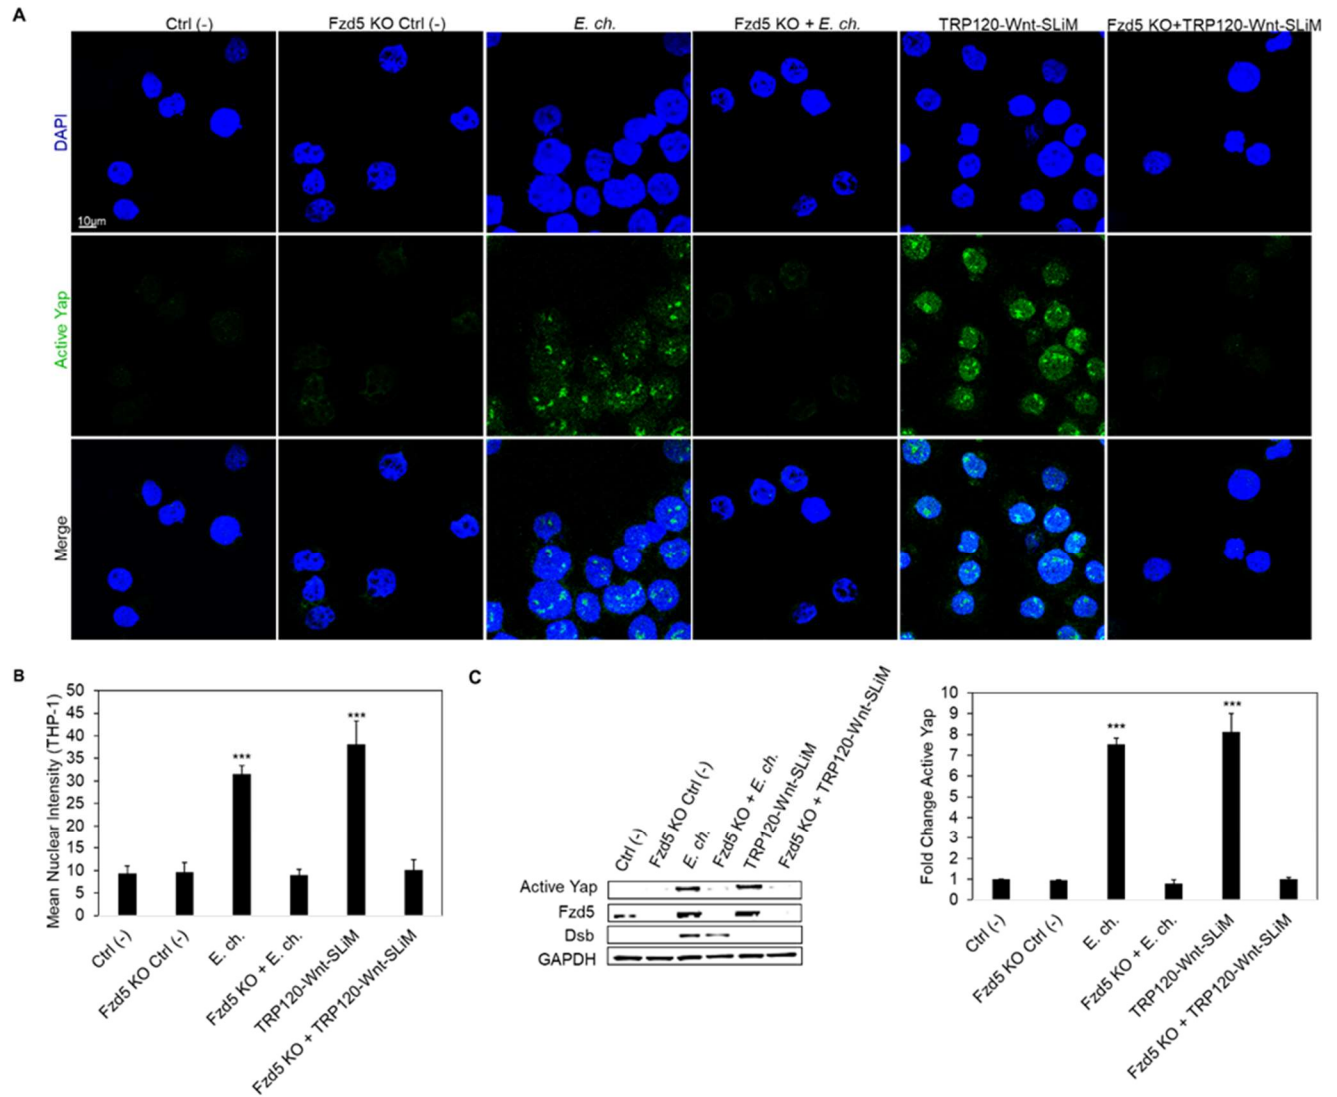 A
Ctrl (-)
Fzd5 KO Ctrl (-)
E. ch.
Fzd5 KO + E. ch.
TRP120-Wnt-SLiM
Fzd5 KO+TRP120-Wnt-SLiM
DAPI
10μm
Active Yap
Merge
B
Mean Nuclear Intensity (THP-1)
50
45
40
35
30
25
20
15
10
5
0
***
***
Ctrl (-)
Fzd5 KO Ctrl (-)
E. ch.
Fzd5 KO + E. ch.
TRP120-Wnt-SLiM
Fzd5 KO + TRP120-Wnt-SLiM
C
Ctrl (-)
Fzd5 KO Ctrl (-)
E. ch.
Fzd5 KO + E. ch.
TRP120-Wnt-SLiM
Fzd5 KO + TRP120-Wnt-SLiM
Active Yap
Fzd5
Dsb
GAPDH
Fold Change Active Yap
10
9
8
7
6
5
4
3
2
1
0
***
***
Ctrl (-)
Fzd5 KO Ctrl (-)
E. ch.
Fzd5 KO + E. ch.
TRP120-Wnt-SLiM
Fzd5 KO + TRP120-Wnt-SLiM